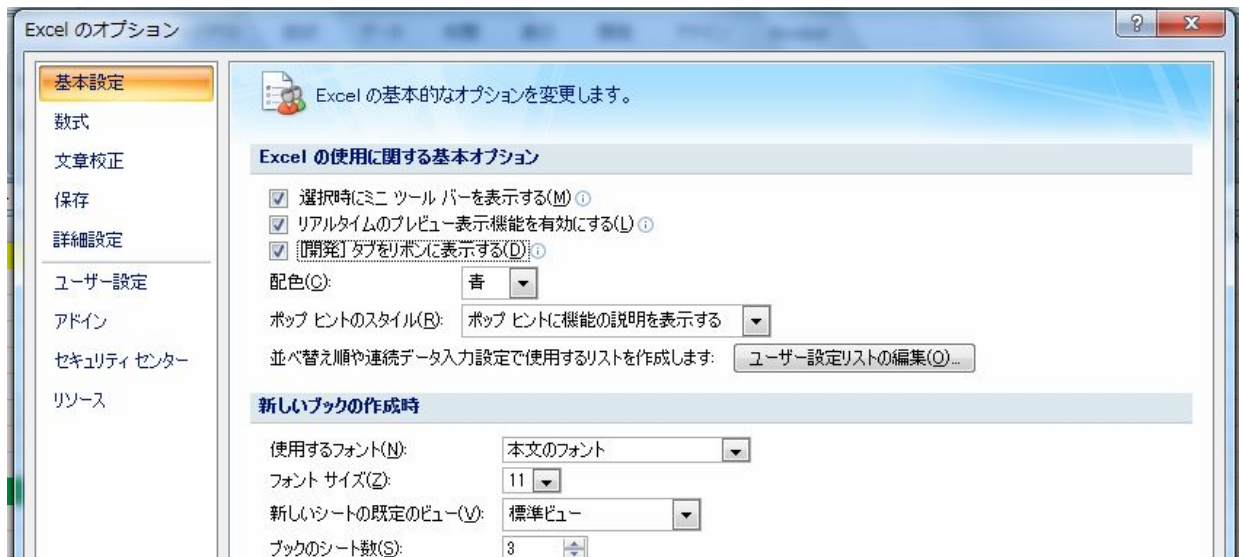 Excel のオプション
基本設定
数式
文章校正
保存
詳細設定
ユーザー設定
アドイン
セキュリティ センター
リソース
Excel の基本的なオプションを変更します。
Excel の使用に関する基本オプション
選択時にミニ ツール バーを表示する(M)
リアルタイムのプレビュー表示機能を有効にする(L)
[開発] タブをリボンに表示する(D)
配色(C): 青
ポップ ヒントのスタイル(R): ポップ ヒントに機能の説明を表示する
並べ替え順や連続データ入力設定で使用するリストを作成します: ユーザー設定リストの編集(O)...
新しいブックの作成時
使用するフォント(N): 本文のフォント
フォント サイズ(Z): 11
新しいシートの既定のビュー(V): 標準ビュー
ブックのシート数(S): 3